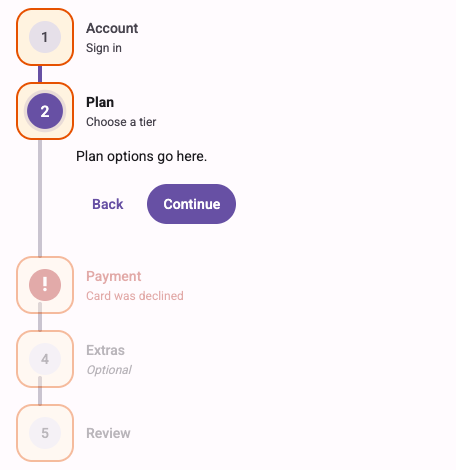 1
Account
Sign in
2
Plan
Choose a tier
Plan options go here.
Back
Continue
!
Payment
Card was declined
4
Extras
Optional
5
Review